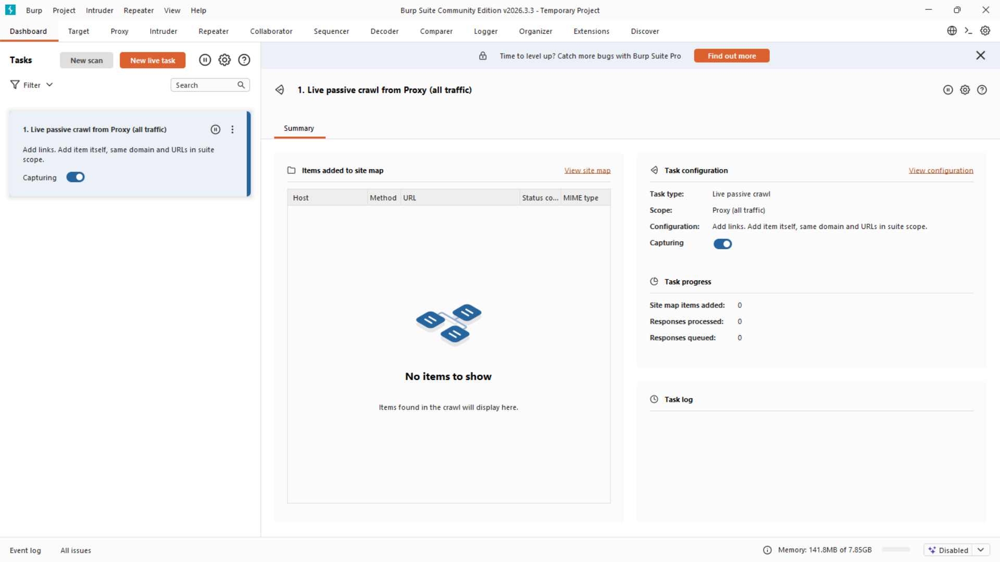 Burp Project Intruder Repeater View Help
Burp Suite Community Edition v2026.3.3 - Temporary Project
Dashboard Target Proxy Intruder Repeater Collaborator Sequencer Decoder Comparer Logger Organizer Extensions Discover
Tasks New scan New live task
Time to level up? Catch more bugs with Burp Suite Pro Find out more
Filter Search
1. Live passive crawl from Proxy (all traffic)
1. Live passive crawl from Proxy (all traffic)
Add links. Add item itself, same domain and URLs in suite
scope.
Capturing
Summary
Items added to site map View site map
Host Method URL Status co... MIME type
No items to show
Items found in the crawl will display here.
Task configuration View configuration
Task type: Live passive crawl
Scope: Proxy (all traffic)
Configuration: Add links. Add item itself, same domain and URLs in suite scope.
Capturing
Task progress
Site map items added: 0
Responses processed: 0
Responses queued: 0
Task log
Event log All issues
Memory: 141.8MB of 7.85GB
Disabled